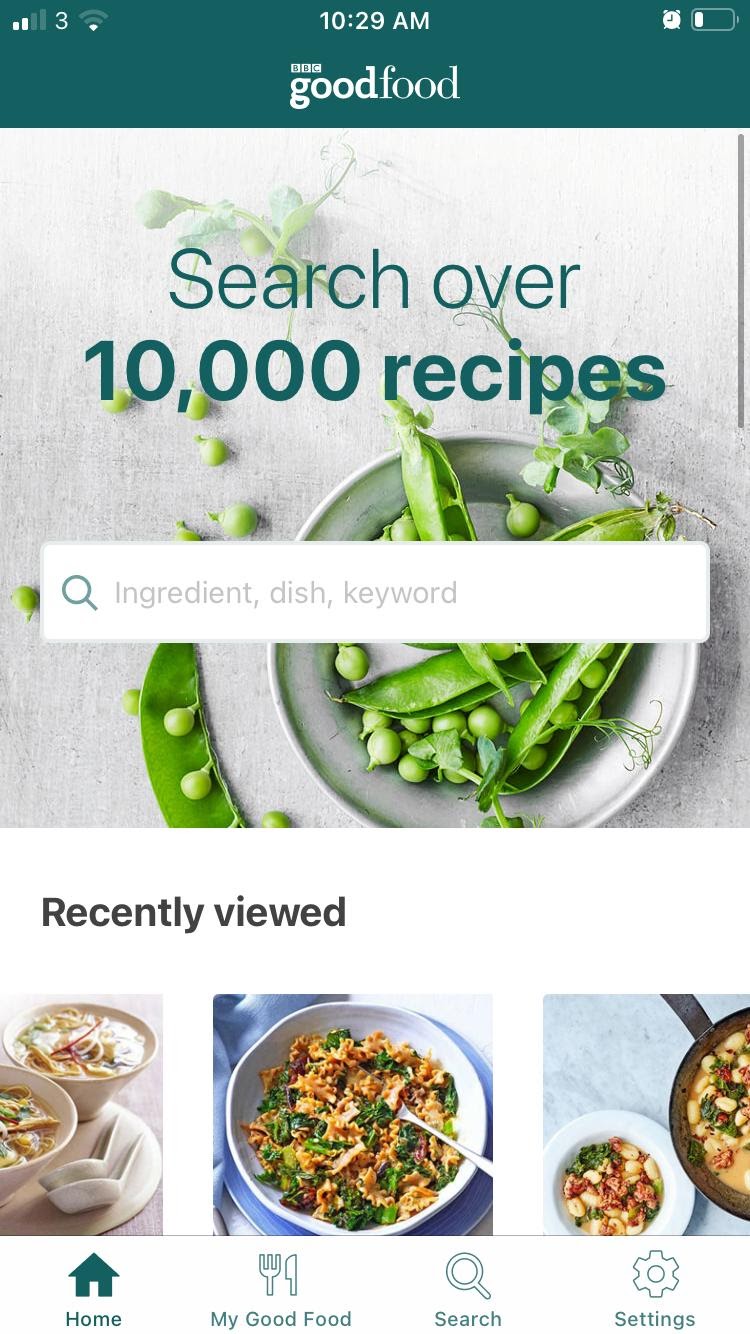 3
10:29 AM
BBC
goodfood
Search over
10,000 recipes
Ingredient, dish, keyword
Recently viewed
Home
My Good Food
Search
Settings